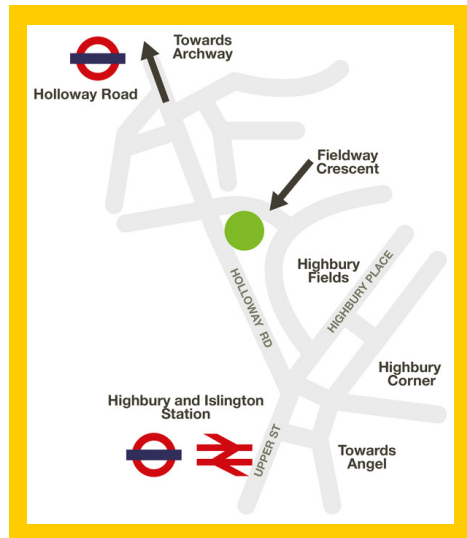 Towards
Archway
Holloway Road
Fieldway
Crescent
Highbury
Fields
HIGHBURY PLACE
HOLLOWAY RD
Highbury
Corner
Highbury and Islington
Station
UPPER ST
Towards
Angel